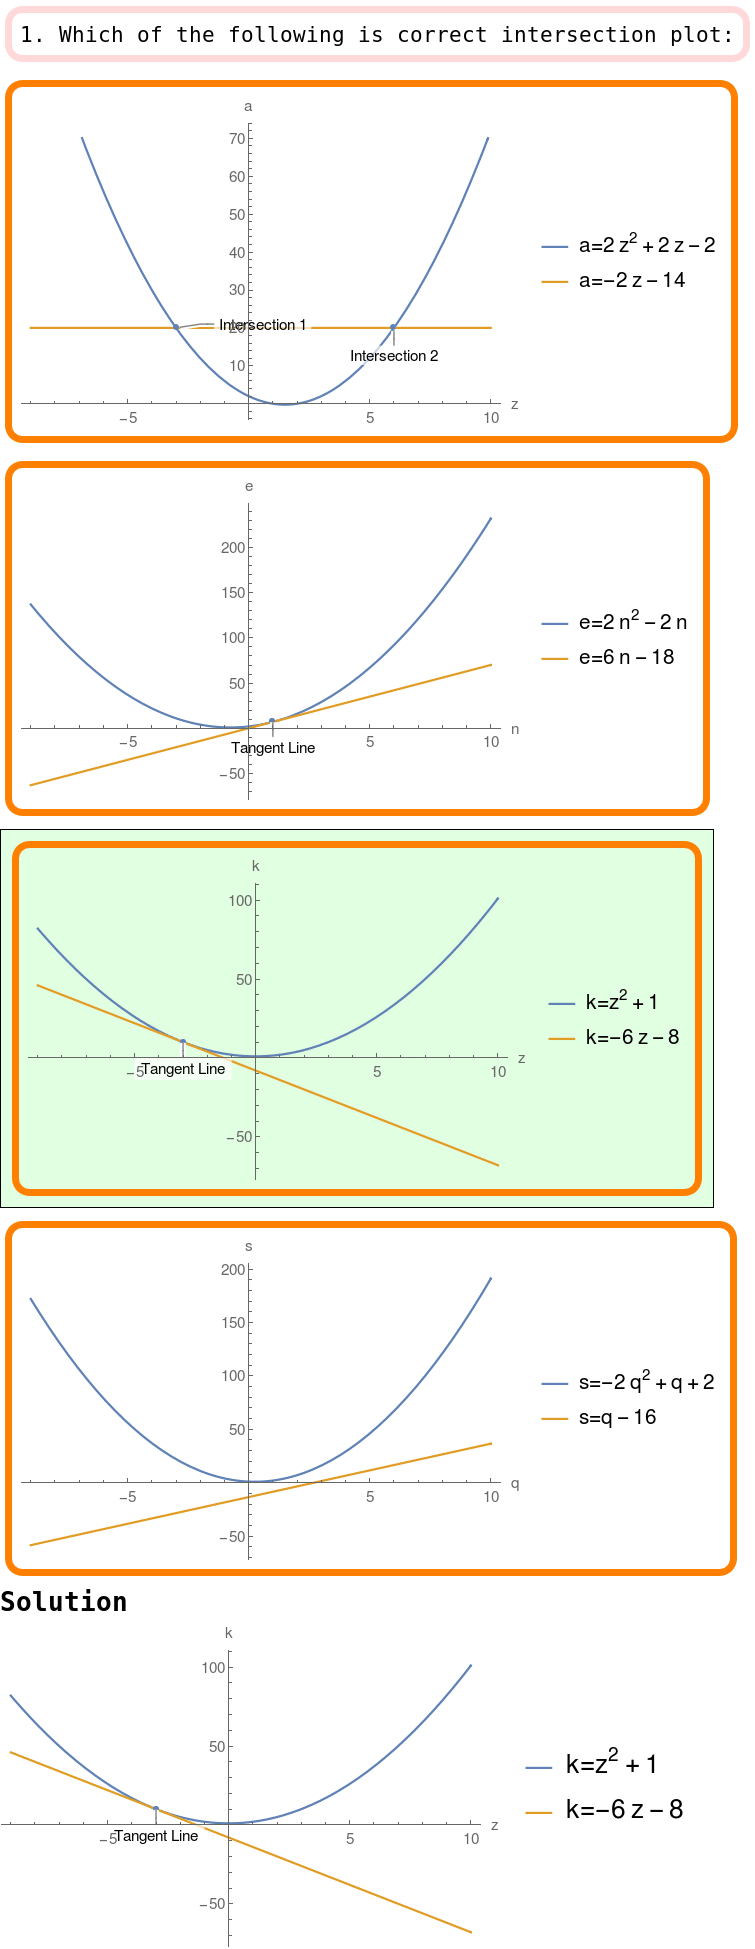 1. Which of the following is correct intersection plot:
a
70
60
50
40
30
20
10
Intersection 1
Intersection 2
−5
5
10
z
a=2 z² + 2 z − 2
a=−2 z − 14
e
200
150
100
50
−50
−5
5
10
n
Tangent Line
e=2 n² − 2 n
e=6 n − 18
k
100
50
−50
−5
5
10
z
Tangent Line
k=z² + 1
k=−6 z − 8
s
200
150
100
50
−50
−5
5
10
q
s=−2 q² + q + 2
s=q − 16
Solution
k
100
50
−50
−5
5
10
z
Tangent Line
k=z² + 1
k=−6 z − 8